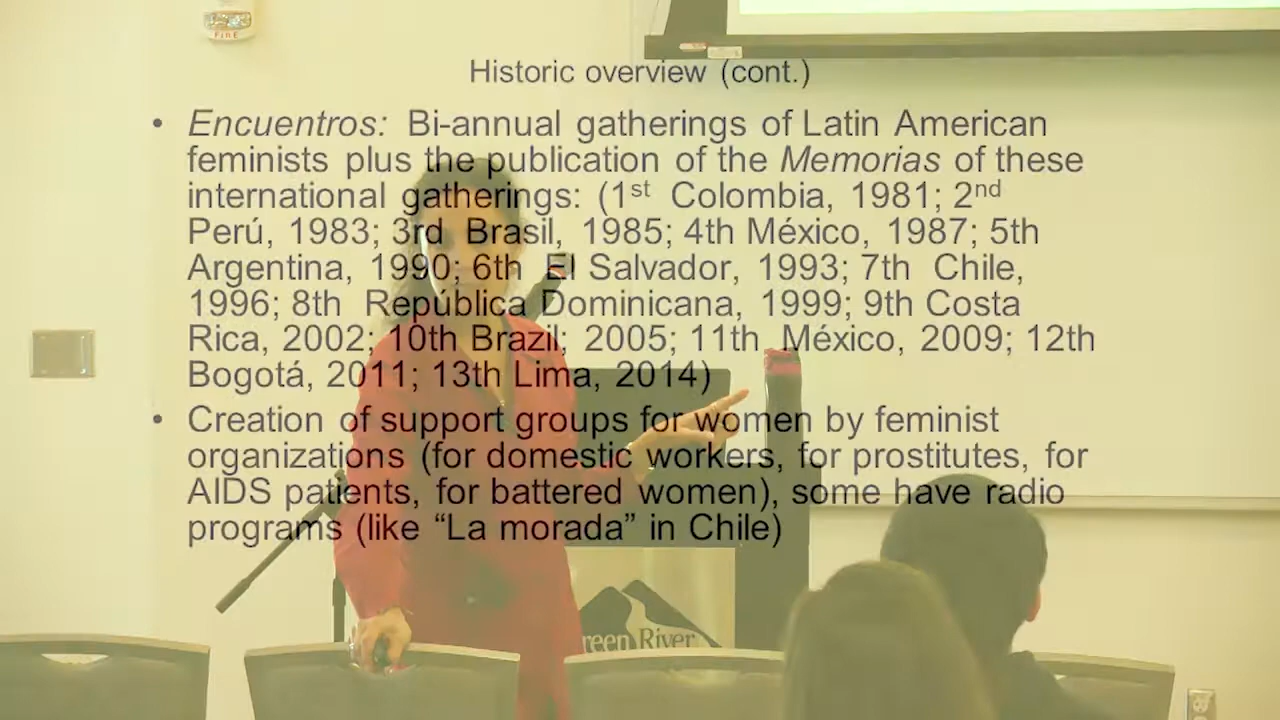 FIRE
Historic overview (cont.)
• Encuentros: Bi-annual gatherings of Latin American
feminists plus the publication of the Memorias of these
international gatherings: (1st Colombia, 1981; 2nd
Perú, 1983; 3rd Brasil, 1985; 4th México, 1987; 5th
Argentina, 1990; 6th El Salvador, 1993; 7th Chile,
1996; 8th República Dominicana, 1999; 9th Costa
Rica, 2002; 10th Brazil; 2005; 11th México, 2009; 12th
Bogotá, 2011; 13th Lima, 2014)
• Creation of support groups for women by feminist
organizations (for domestic workers, for prostitutes, for
AIDS patients, for battered women), some have radio
programs (like “La morada” in Chile)
reen River